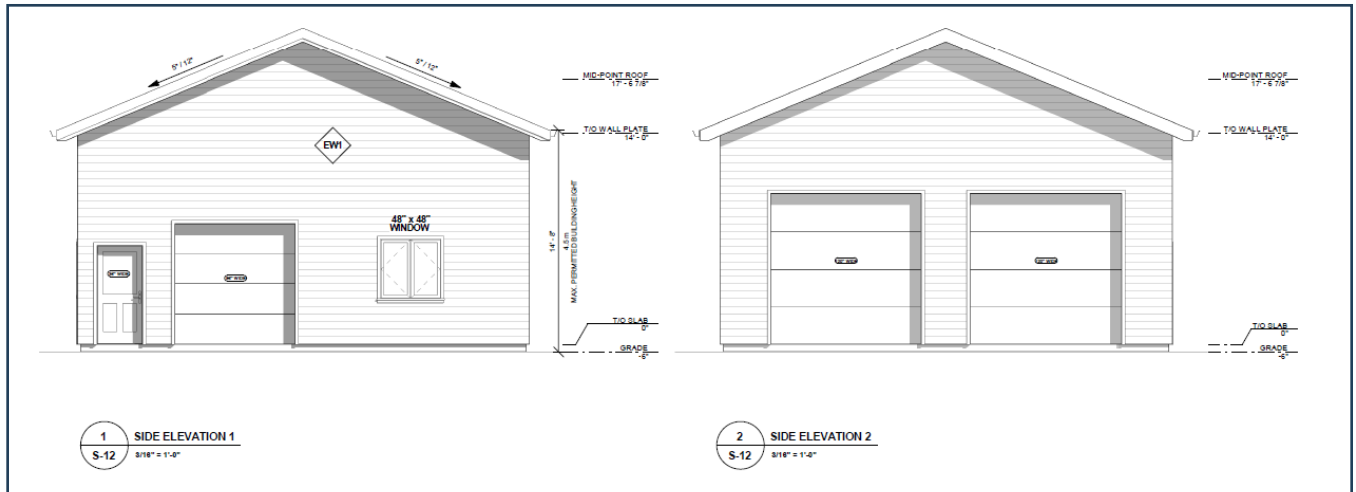 5" / 12"
5" / 12"
MID-POINT ROOF
17' - 6 7/8"
T/O WALL PLATE
14' - 0"
EW1
48" x 48"
WINDOW
14' - 8"
4.5 m
MAX. PERMITTED BUILDING HEIGHT
T/O SLAB
0"
GRADE
-6"
1
S-12
SIDE ELEVATION 1
3/16" = 1'-0"
MID-POINT ROOF
17' - 6 7/8"
T/O WALL PLATE
14' - 0"
T/O SLAB
0"
GRADE
-6"
2
S-12
SIDE ELEVATION 2
3/16" = 1'-0"